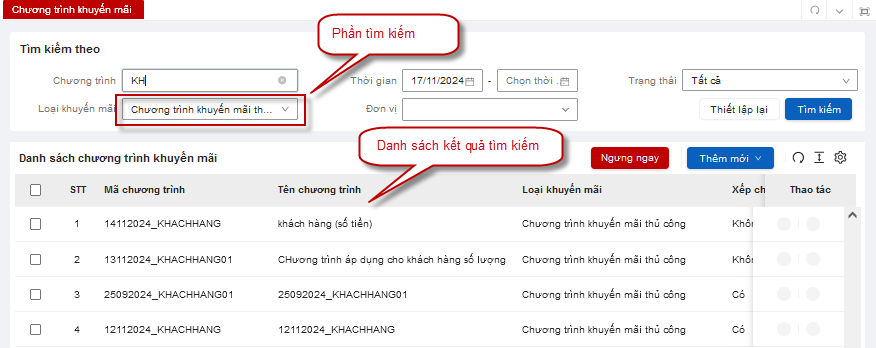 Chương trình khuyến mãi
Phần tìm kiếm
Tìm kiếm theo
Chương trình KH Thời gian 17/11/2024 - Chọn thời . Trạng thái Tất cả
Loại khuyến mãi Chương trình khuyến mãi th... Đơn vị Thiết lập lại Tìm kiếm
Danh sách kết quả tìm kiếm
Danh sách chương trình khuyến mãi Ngưng ngay Thêm mới
STT Mã chương trình Tên chương trình Loại khuyến mãi Xếp ch Thao tác
1 14112024_KHACHHANG khách hàng (số tiền) Chương trình khuyến mãi thủ công Khôn
2 13112024_KHACHHANG01 CHương trình áp dụng cho khách hàng số lượng Chương trình khuyến mãi thủ công Khôn
3 25092024_KHACHHANG01 25092024_KHACHHANG01 Chương trình khuyến mãi thủ công Có
4 12112024_KHACHHANG 12112024_KHACHHANG Chương trình khuyến mãi thủ công Có